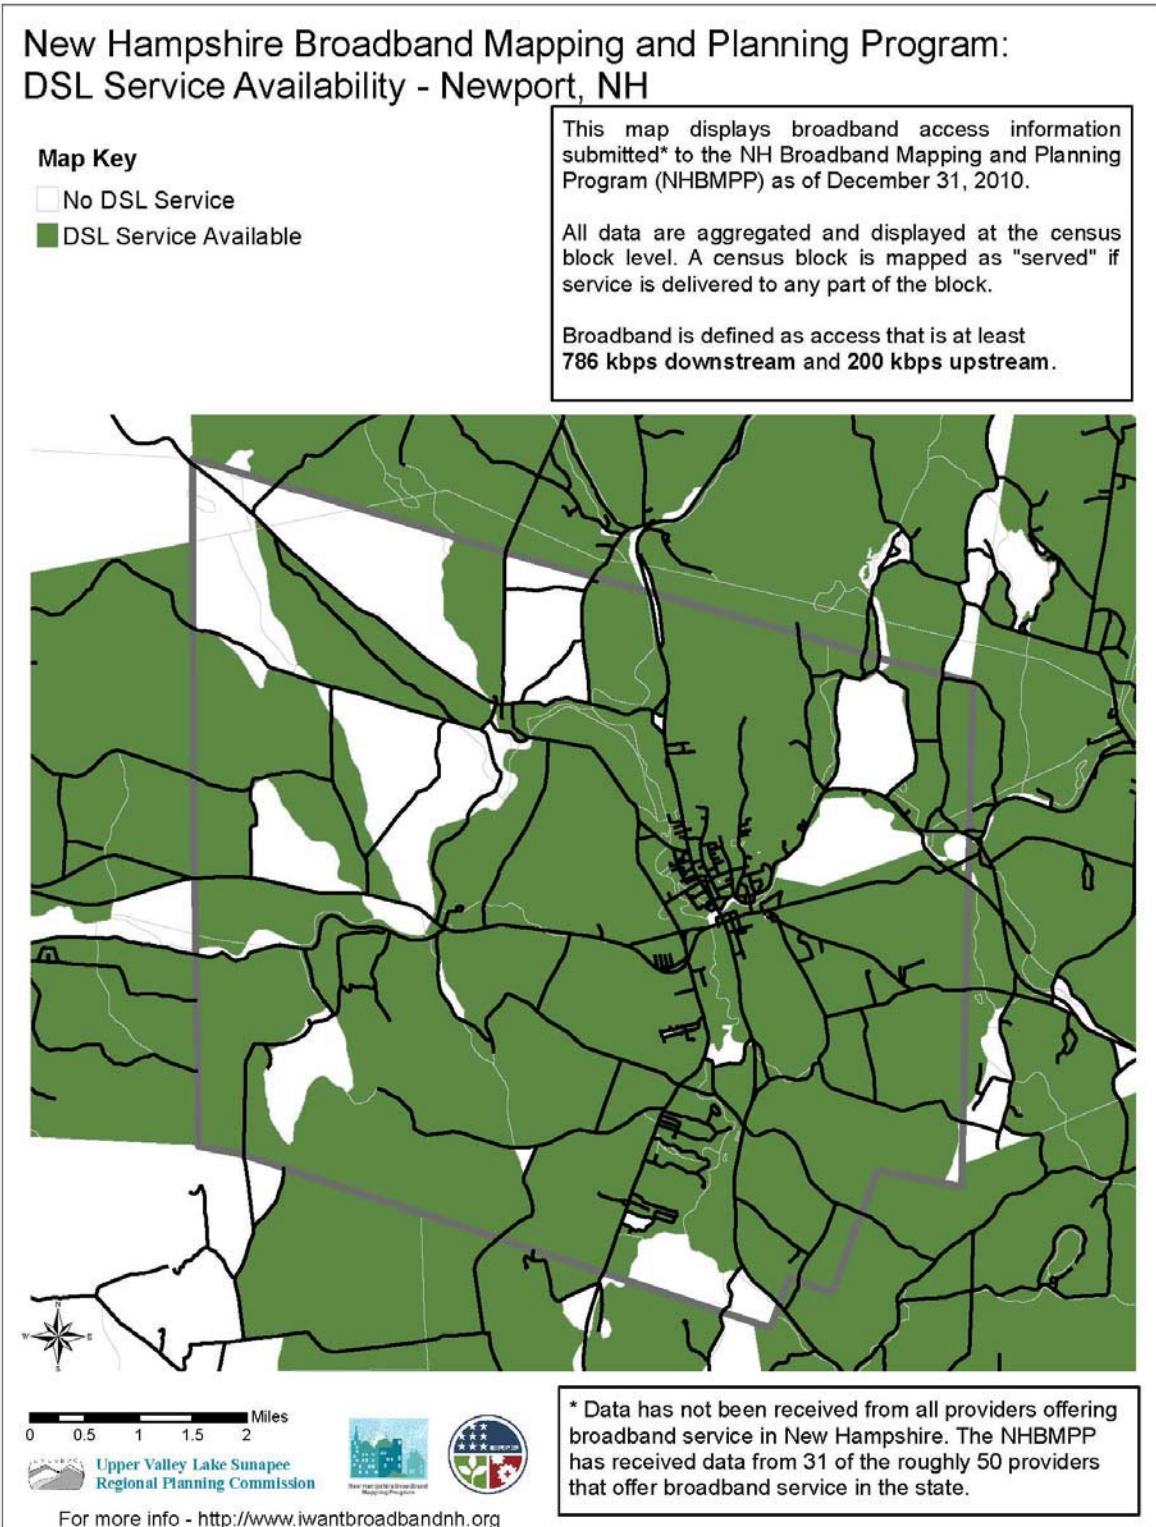 New Hampshire Broadband Mapping and Planning Program:
DSL Service Availability - Newport, NH
Map Key
No DSL Service
DSL Service Available
This map displays broadband access information
submitted* to the NH Broadband Mapping and Planning
Program (NHBMPP) as of December 31, 2010.
All data are aggregated and displayed at the census
block level. A census block is mapped as "served" if
service is delivered to any part of the block.
Broadband is defined as access that is at least
786 kbps downstream and 200 kbps upstream.
N
W E
S
Miles
0 0.5 1 1.5 2
Upper Valley Lake Sunapee
Regional Planning Commission
New Hampshire Broadband
Mapping Program
For more info - http://www.iwantbroadbandnh.org
* Data has not been received from all providers offering
broadband service in New Hampshire. The NHBMPP
has received data from 31 of the roughly 50 providers
that offer broadband service in the state.